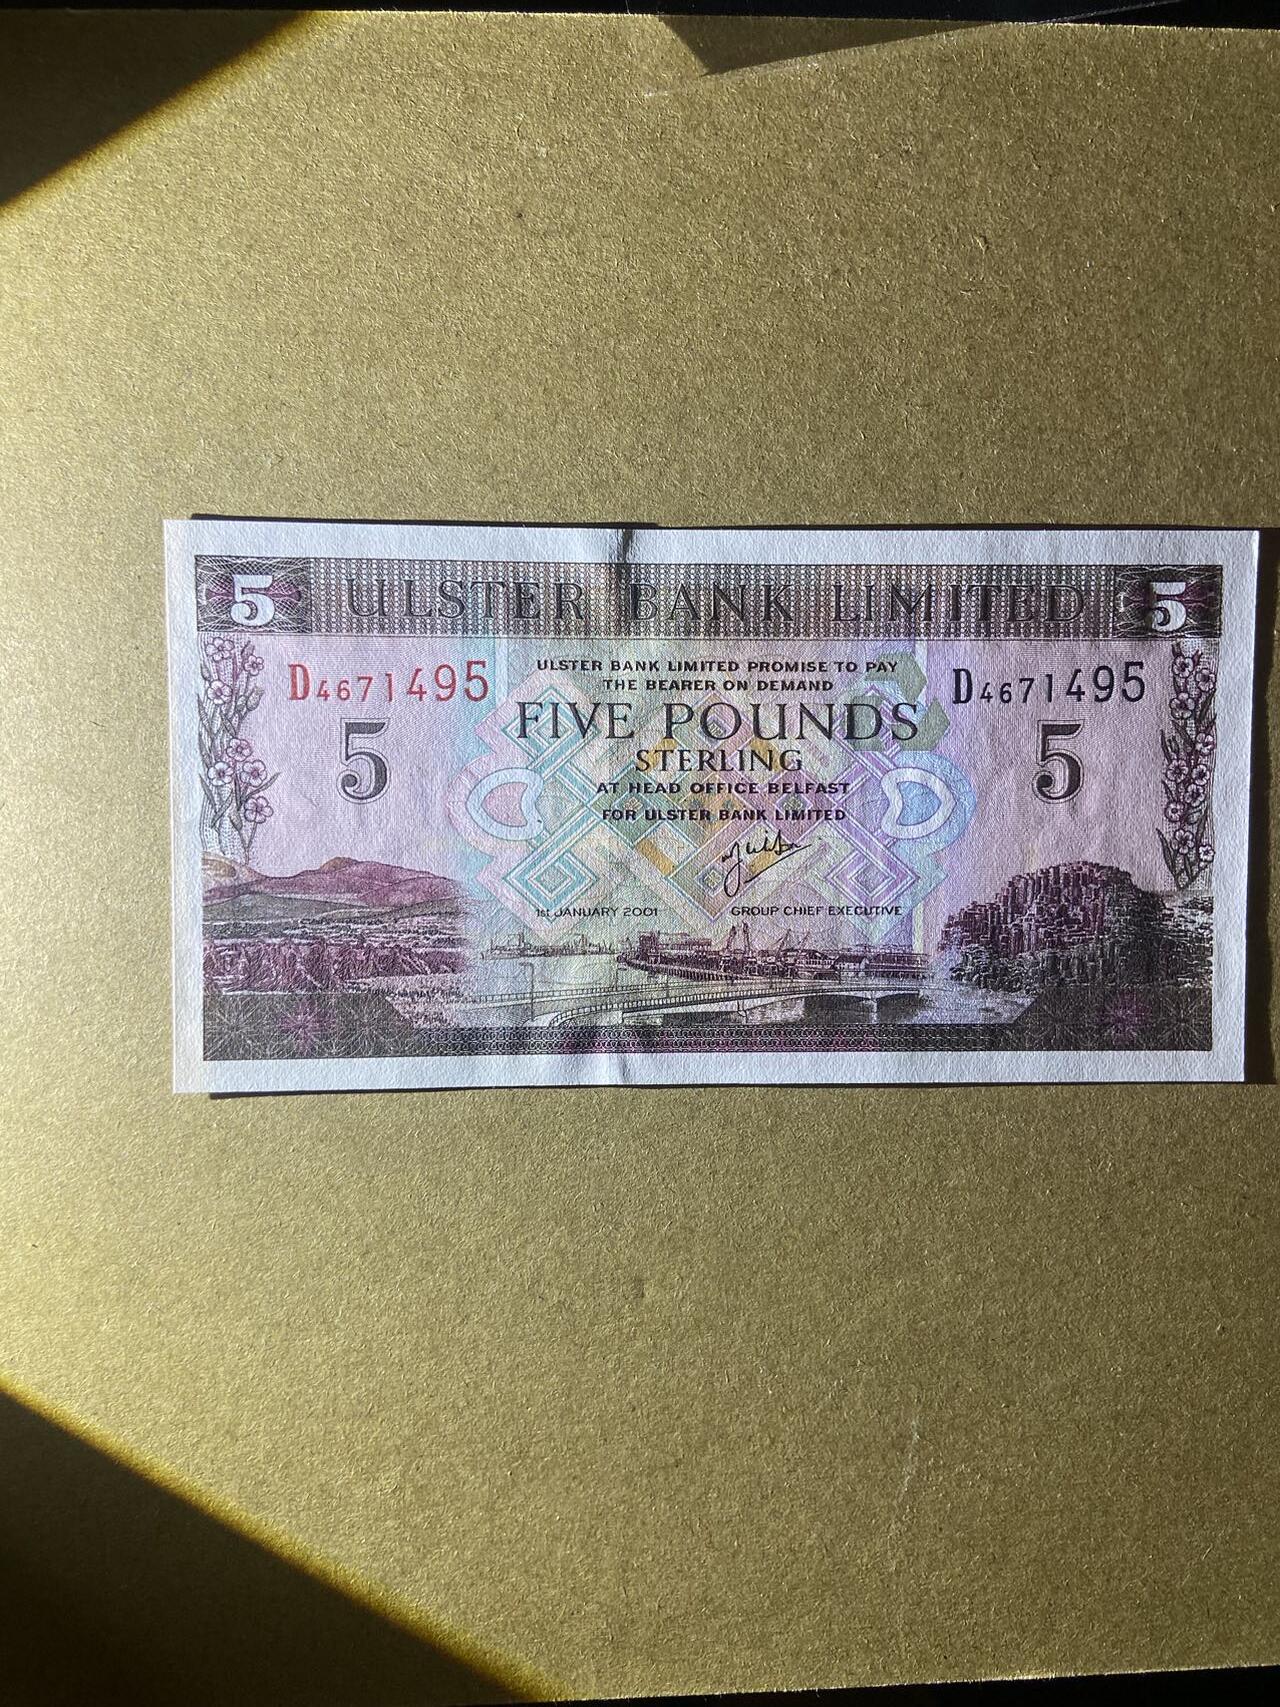 5 ULSTER BANK LIMITED 5
D4671495 D4671495
ULSTER BANK LIMITED PROMISE TO PAY
THE BEARER ON DEMAND
FIVE POUNDS
STERLING
5 5
AT HEAD OFFICE BELFAST
FOR ULSTER BANK LIMITED
1st JANUARY 2001 GROUP CHIEF EXECUTIVE